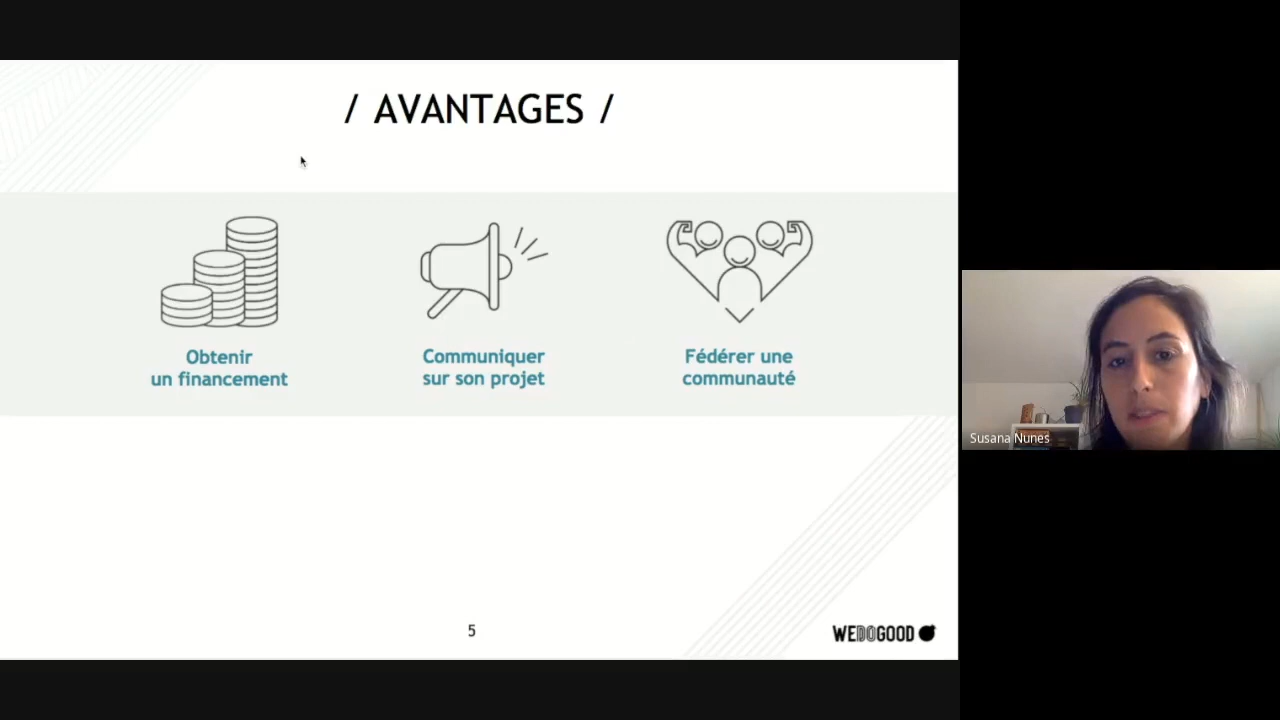 / AVANTAGES /
Obtenir
un financement
Communiquer
sur son projet
Fédérer une
communauté
5
WEDOGOOD
Susana Nunes